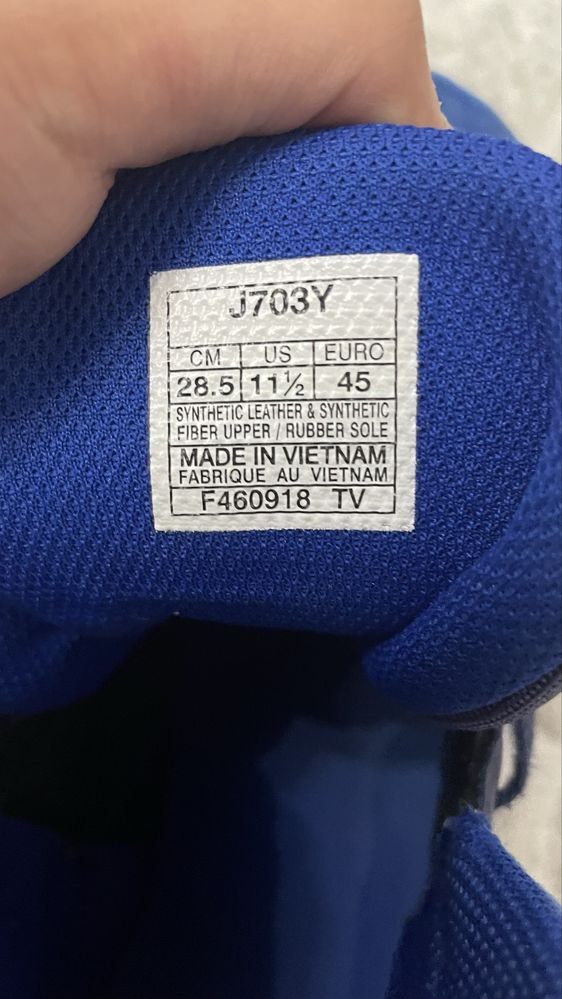 J703Y
CM US EURO
28.5 11½ 45
SYNTHETIC LEATHER & SYNTHETIC
FIBER UPPER / RUBBER SOLE
MADE IN VIETNAM
FABRIQUE AU VIETNAM
F460918 TV